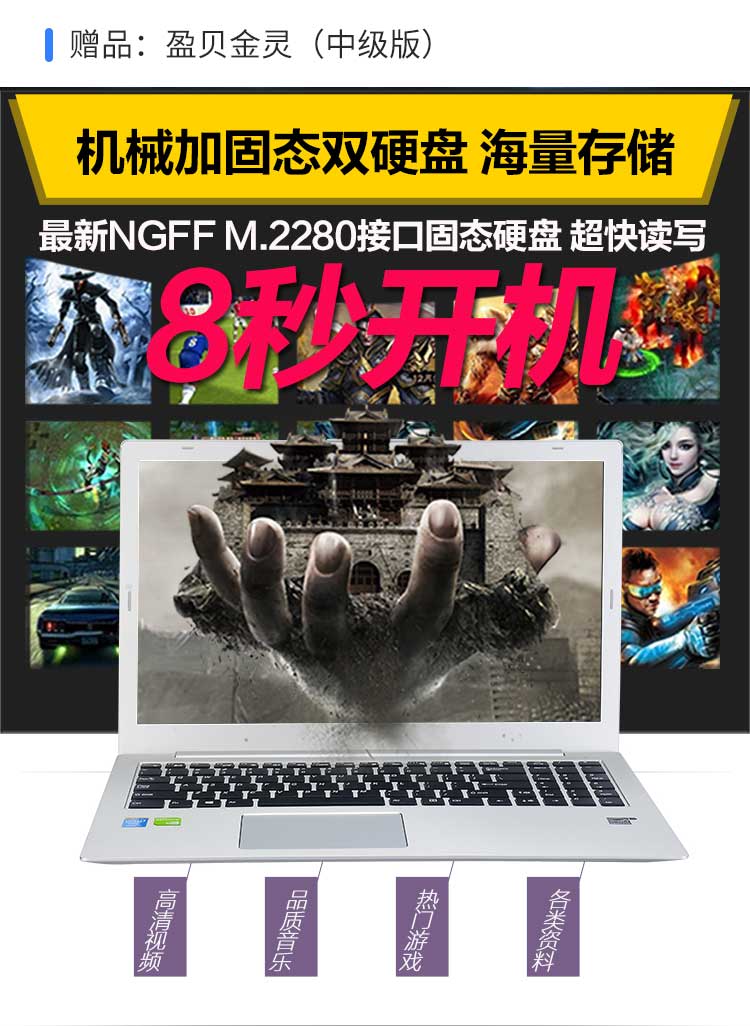 赠品：盈贝金灵（中级版）
机械加固态双硬盘 海量存储
最新NGFF M.2280接口固态硬盘 超快读写
8秒开机
高清视频
品质音乐
热门游戏
各类资料